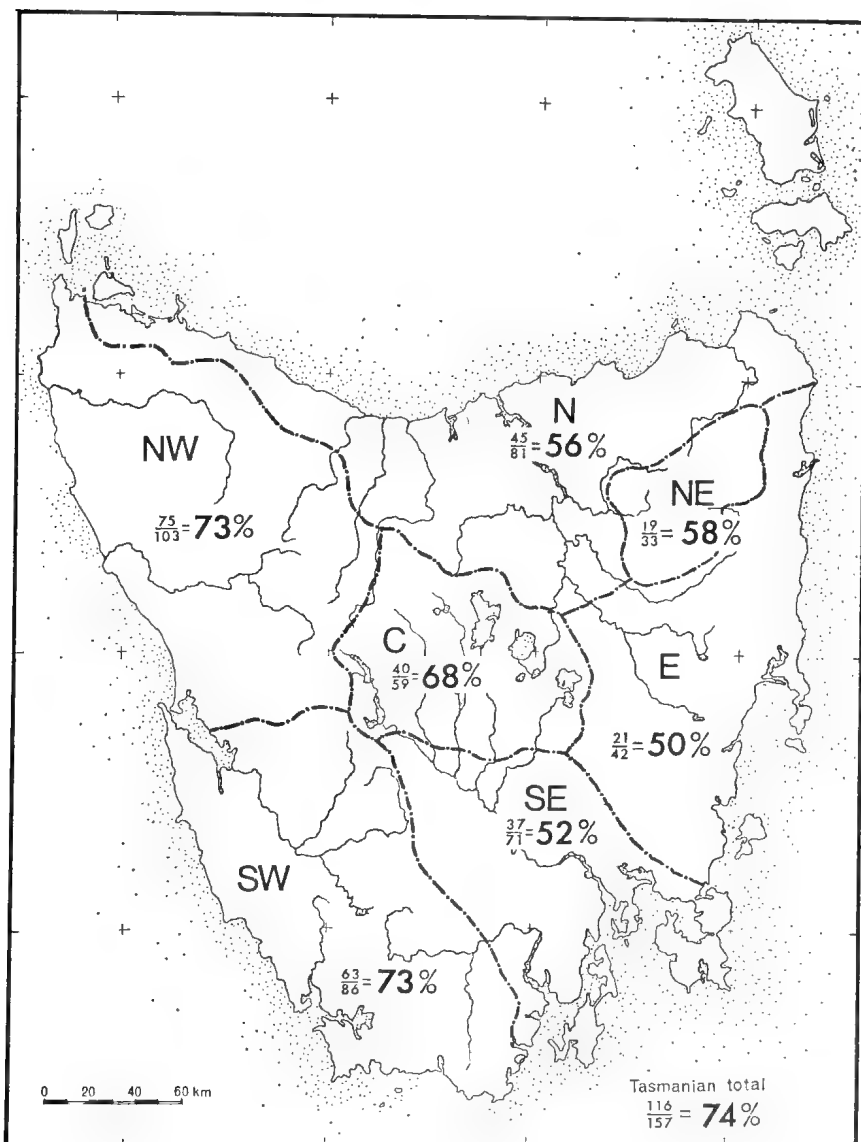 N
45/81 = 56%
NW
75/103 = 73%
NE
19/33 = 58%
C
40/59 = 68%
E
21/42 = 50%
SE
37/71 = 52%
SW
63/86 = 73%
0 20 40 60 km
Tasmanian total
116/157 = 74%